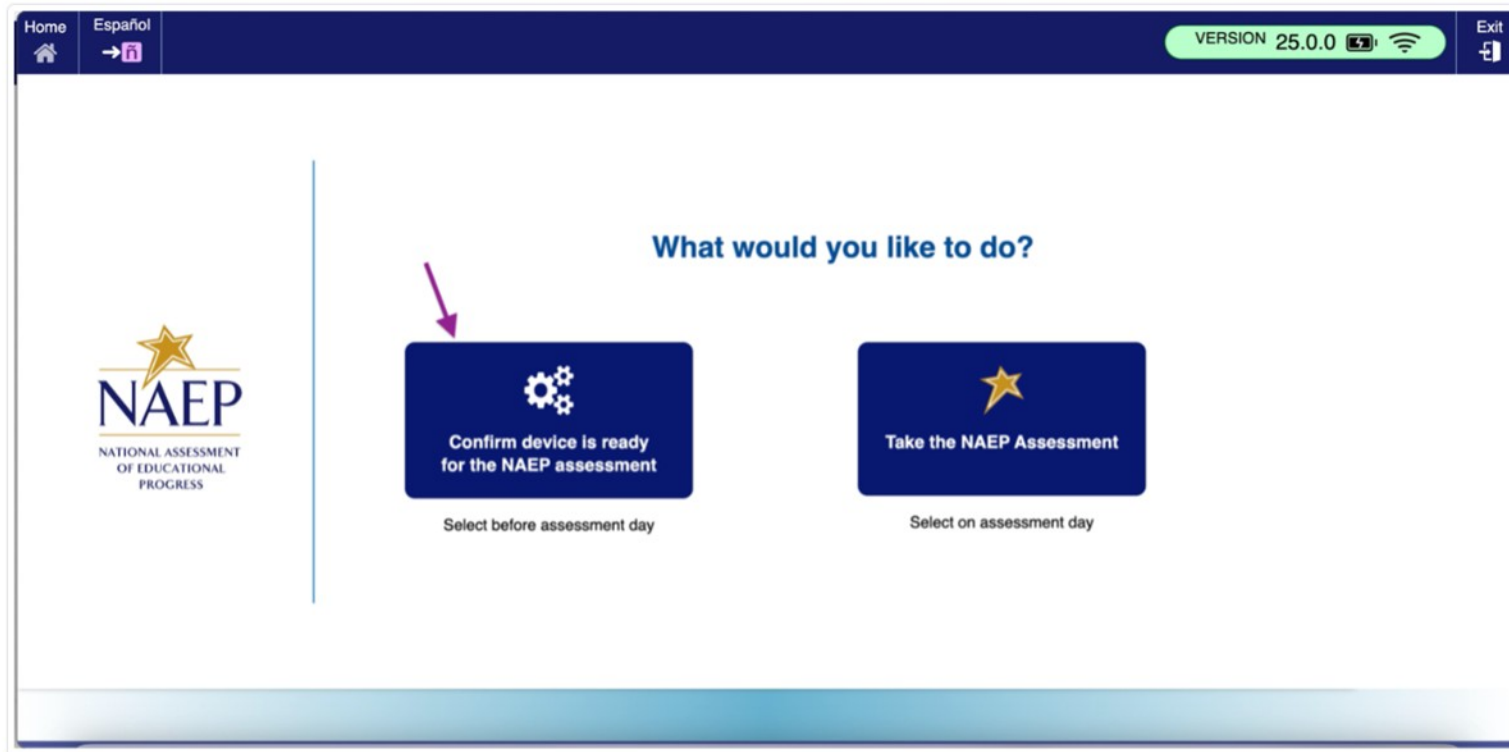 Home
Español
→ñ
VERSION 25.0.0
Exit
What would you like to do?
NAEP
NATIONAL ASSESSMENT
OF EDUCATIONAL
PROGRESS
Confirm device is ready
for the NAEP assessment
Select before assessment day
Take the NAEP Assessment
Select on assessment day